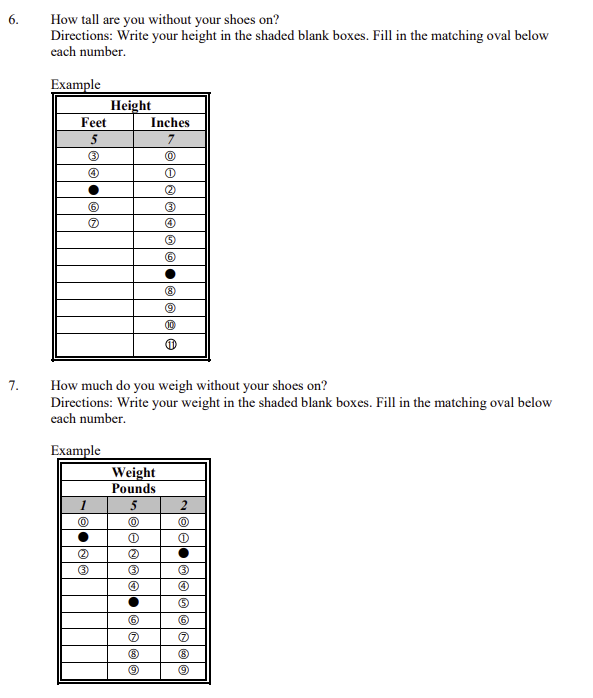 6. How tall are you without your shoes on?
Directions: Write your height in the shaded blank boxes. Fill in the matching oval below
each number.
Example
Height
Feet Inches
5 7
③ ⓪
④ ①
● ②
⑥ ③
⑦ ④
⑤
⑥
●
⑧
⑨
⑩
⑪
7. How much do you weigh without your shoes on?
Directions: Write your weight in the shaded blank boxes. Fill in the matching oval below
each number.
Example
Weight
Pounds
1 5 2
⓪ ⓪ ⓪
● ① ①
② ② ●
③ ③ ③
④ ④
● ⑤
⑥ ⑥
⑦ ⑦
⑧ ⑧
⑨ ⑨